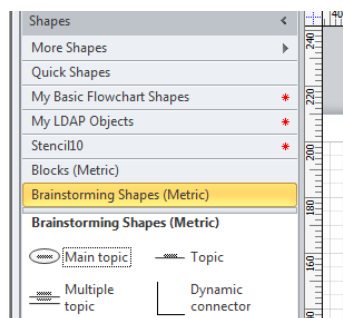 Shapes
More Shapes
Quick Shapes
My Basic Flowchart Shapes
My LDAP Objects
Stencil10
Blocks (Metric)
Brainstorming Shapes (Metric)
Brainstorming Shapes (Metric)
Main topic
Topic
Multiple
topic
Dynamic
connector
240
220
200
180
160